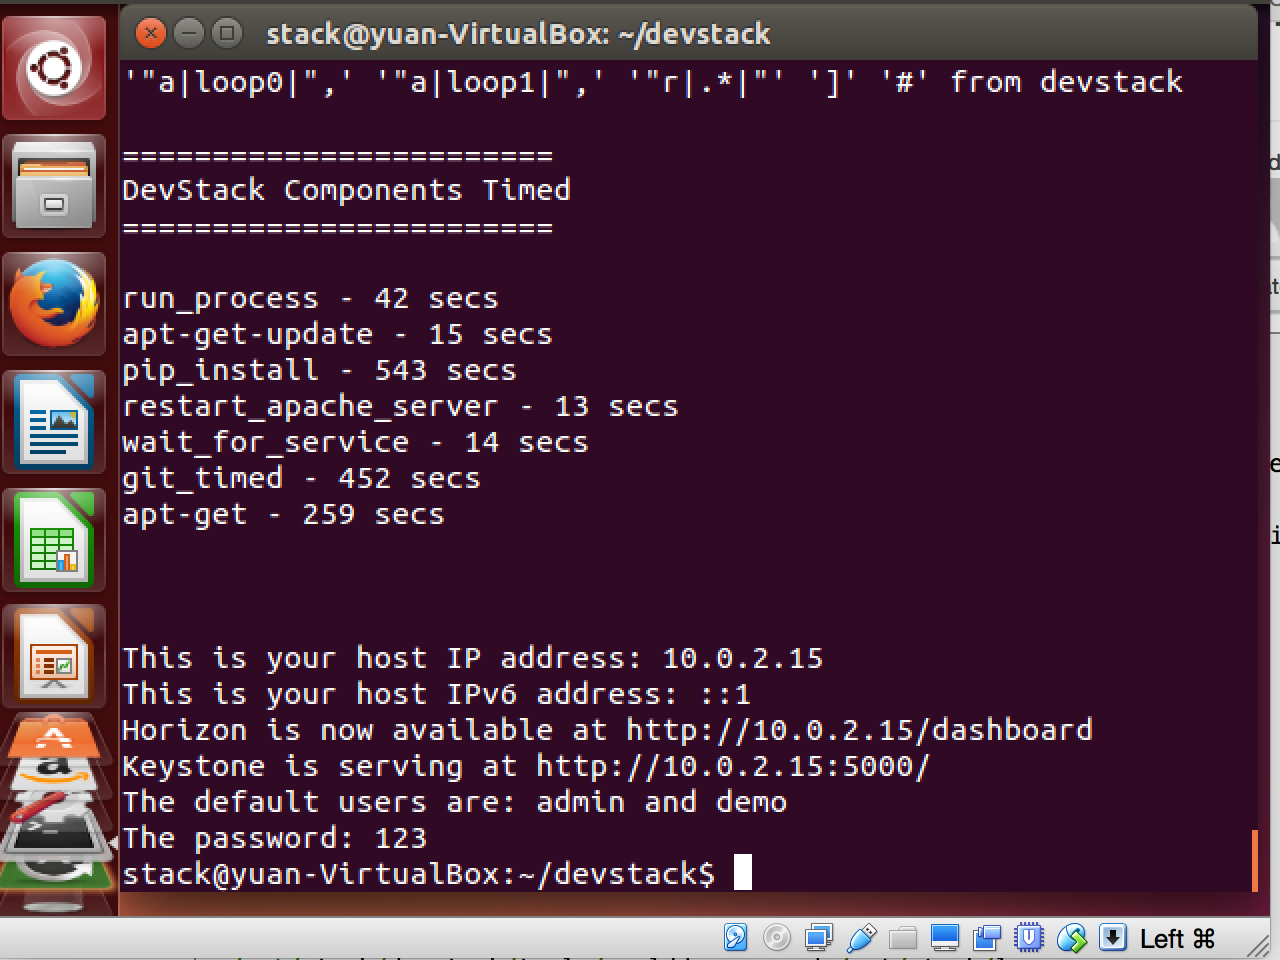 stack@yuan-VirtualBox: ~/devstack
'"a|loop0|",' '"a|loop1|",' '"r|.*|"' ']' '#' from devstack
========================
DevStack Components Timed
========================
run_process - 42 secs
apt-get-update - 15 secs
pip_install - 543 secs
restart_apache_server - 13 secs
wait_for_service - 14 secs
git_timed - 452 secs
apt-get - 259 secs
This is your host IP address: 10.0.2.15
This is your host IPv6 address: ::1
Horizon is now available at http://10.0.2.15/dashboard
Keystone is serving at http://10.0.2.15:5000/
The default users are: admin and demo
The password: 123
stack@yuan-VirtualBox:~/devstack$
Left ⌘